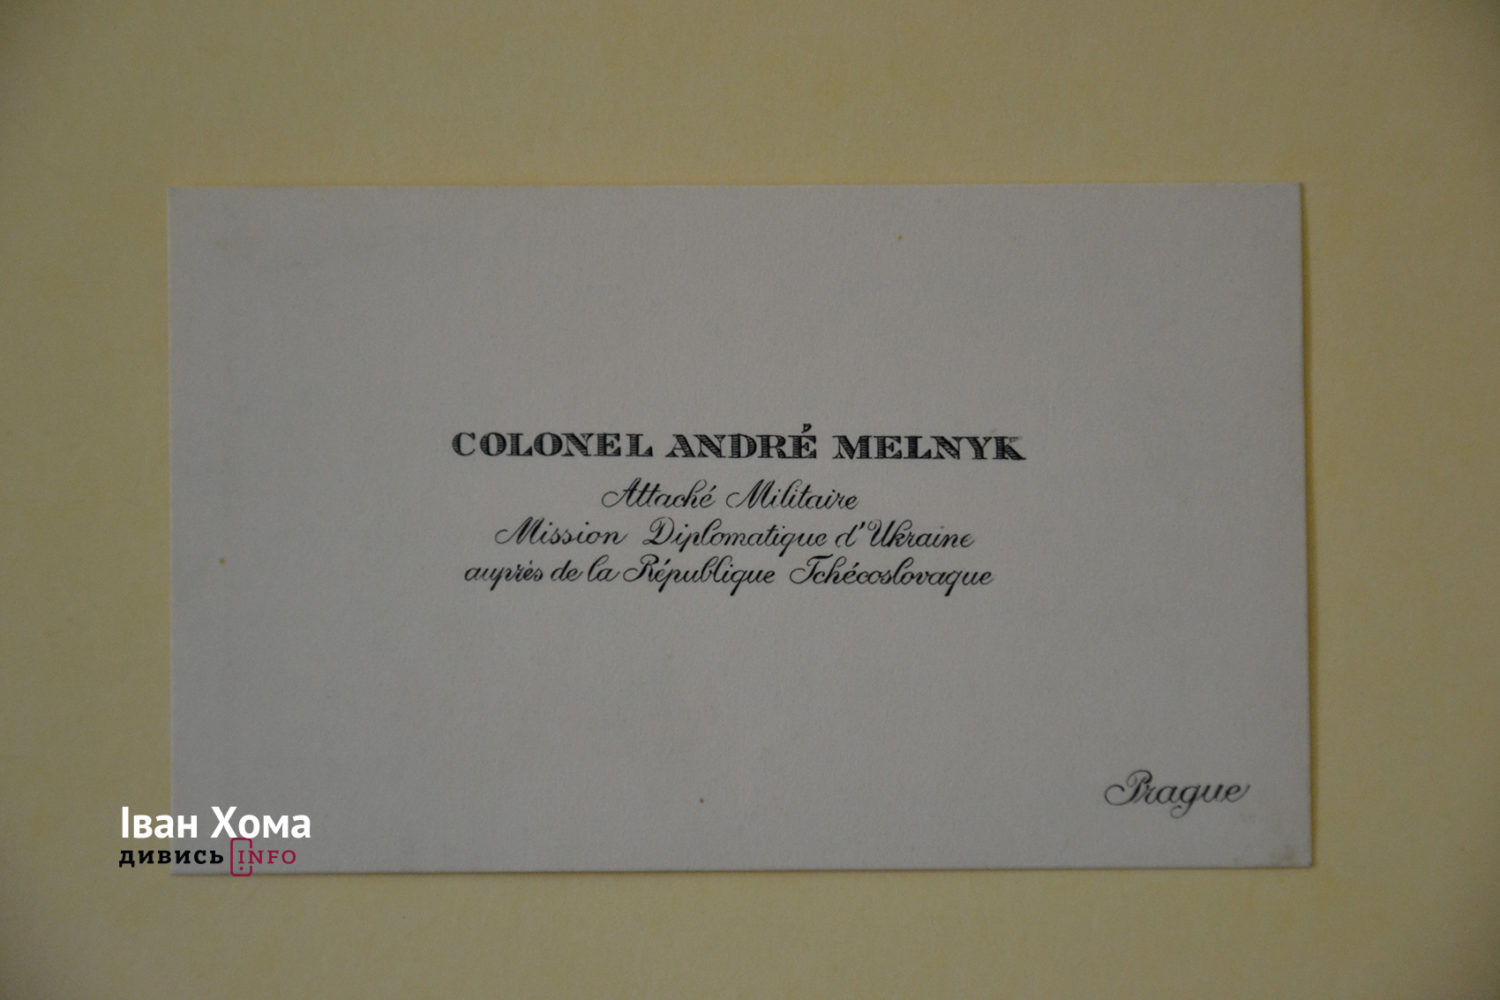 COLONEL ANDRÉ MELNYK
Attaché Militaire
Mission Diplomatique d'Ukraine
auprès de la République Tchécoslovaque
Prague
Іван Хома
дивись INFO